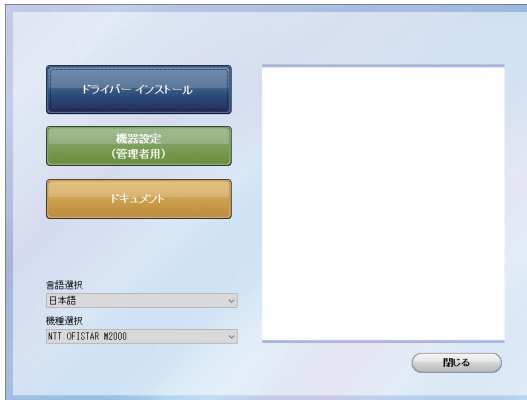 ドライバー インストール
機器設定
(管理者用)
ドキュメント
言語選択
日本語
機種選択
NTT OFISTAR M2000
閉じる